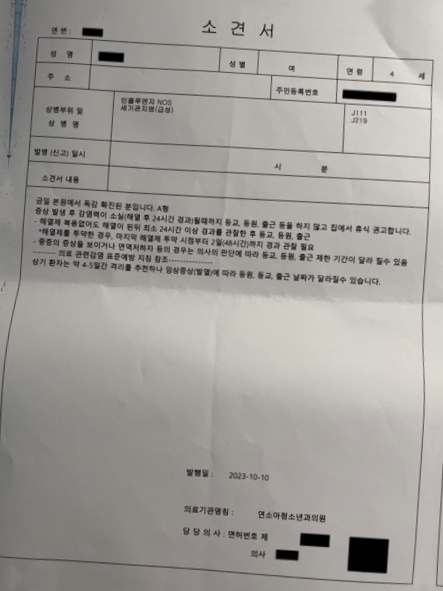 소 견 서
연 번 :
성 명
성 별
여
연 령
4 세
주 소
주민등록번호
상병부위 및
상 병 명
인플루엔자 NOS
세기관지염(급성)
J111
J219
발병 (신고) 일시
시 분
소견서 내용
금일 본원에서 독감 확진된 분입니다. A형
증상 발생 후 감염력이 소실(해열 후 24시간 경과)될때까지 등교, 등원, 출근 등을 하지 않고 집에서 휴식 권고합니다.
- 해열제 복용없어도 해열이 된뒤 최소 24시간 이상 경과를 관찰한 후 등교, 등원, 출근
*해열제를 투약한 경우, 마지막 해열제 투약 시점부터 2일(48시간)까지 경과 관찰 필요
- 중증의 증상을 보이거나 면역저하자 등의 경우는 의사의 판단에 따라 등교, 등원, 출근 제한 기간이 달라 질수 있음
-------- 의료 관련감염 표준예방 지침 참조----------------
상기 환자는 약 4-5일간 격리를 추천하나 임상증상(발열)에 따라 등원, 등교, 출근 날짜가 달라질수 있습니다.
발행일 : 2023-10-10
의료기관명칭 : 연소아청소년과의원
담 당 의 사 : 면허번호 제
의사